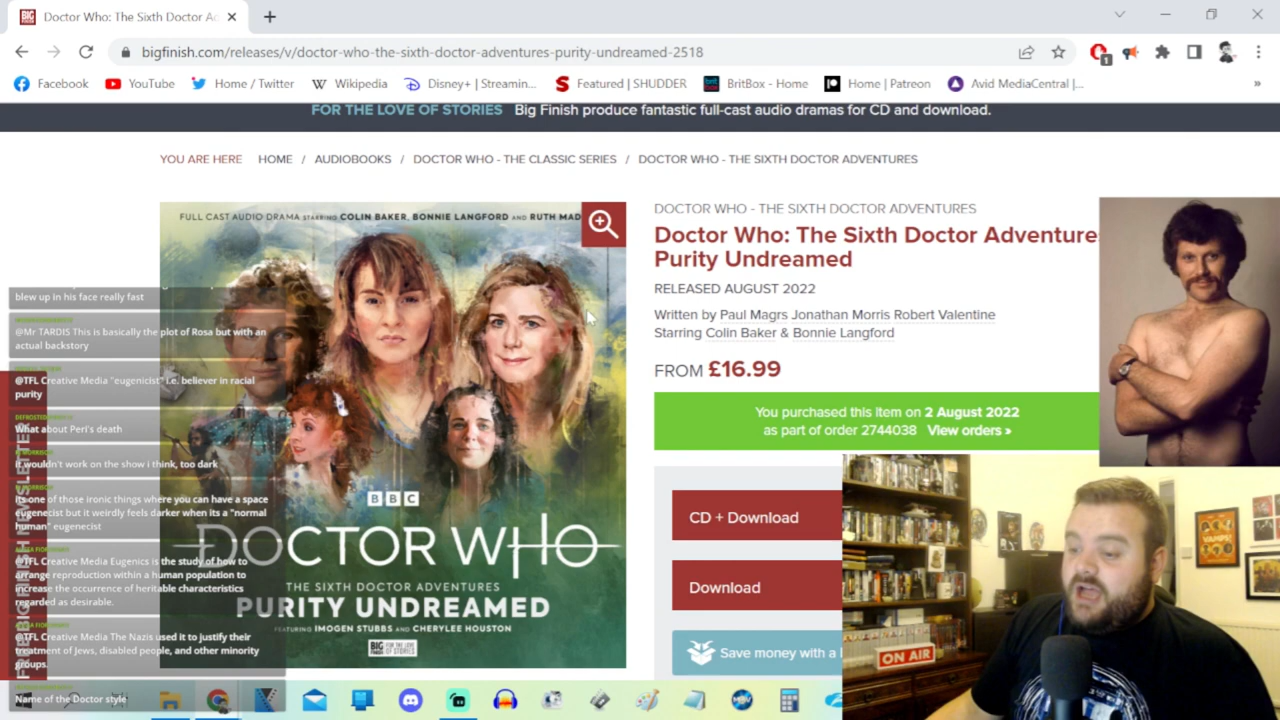 Doctor Who: The Sixth Doctor Ad
bigfinish.com/releases/v/doctor-who-the-sixth-doctor-adventures-purity-undreamed-2518
1
Facebook
YouTube
Home / Twitter
Wikipedia
Disney+ | Streamin...
Featured | SHUDDER
BritBox - Home
Home | Patreon
Avid MediaCentral |...
FOR THE LOVE OF STORIES Big Finish produce fantastic full-cast audio dramas for CD and download.
YOU ARE HERE HOME / AUDIOBOOKS / DOCTOR WHO - THE CLASSIC SERIES / DOCTOR WHO - THE SIXTH DOCTOR ADVENTURES
FULL CAST AUDIO DRAMA STARRING COLIN BAKER, BONNIE LANGFORD AND RUTH MAD
BBC
DOCTOR WHO
THE SIXTH DOCTOR ADVENTURES
PURITY UNDREAMED
FEATURING IMOGEN STUBBS AND CHERYLEE HOUSTON
BIG FINISH
FOR THE LOVE OF STORIES
DOCTOR WHO - THE SIXTH DOCTOR ADVENTURES
Doctor Who: The Sixth Doctor Adventure
Purity Undreamed
RELEASED AUGUST 2022
Written by Paul Magrs Jonathan Morris Robert Valentine
Starring Colin Baker & Bonnie Langford
FROM £16.99
You purchased this item on 2 August 2022
as part of order 2744038 View orders »
CD + Download
Download
Save money with a
blew up in his face really fast
@Mr TARDIS This is basically the plot of Rosa but with an
actual backstory
@TFL Creative Media "eugenicist" i.e. believer in racial
purity
What about Peri's death
it wouldn't work on the show i think, too dark
its one of those ironic things where you can have a space
eugenecist but it weirdly feels darker when its a "normal
human" eugenecist
@TFL Creative Media Eugenics is the study of how to
arrange reproduction within a human population to
increase the occurrence of heritable characteristics
regarded as desirable.
@TFL Creative Media The Nazis used it to justify their
treatment of Jews, disabled people, and other minority
groups.
Name of the Doctor style
VAMPS!
ON AIR